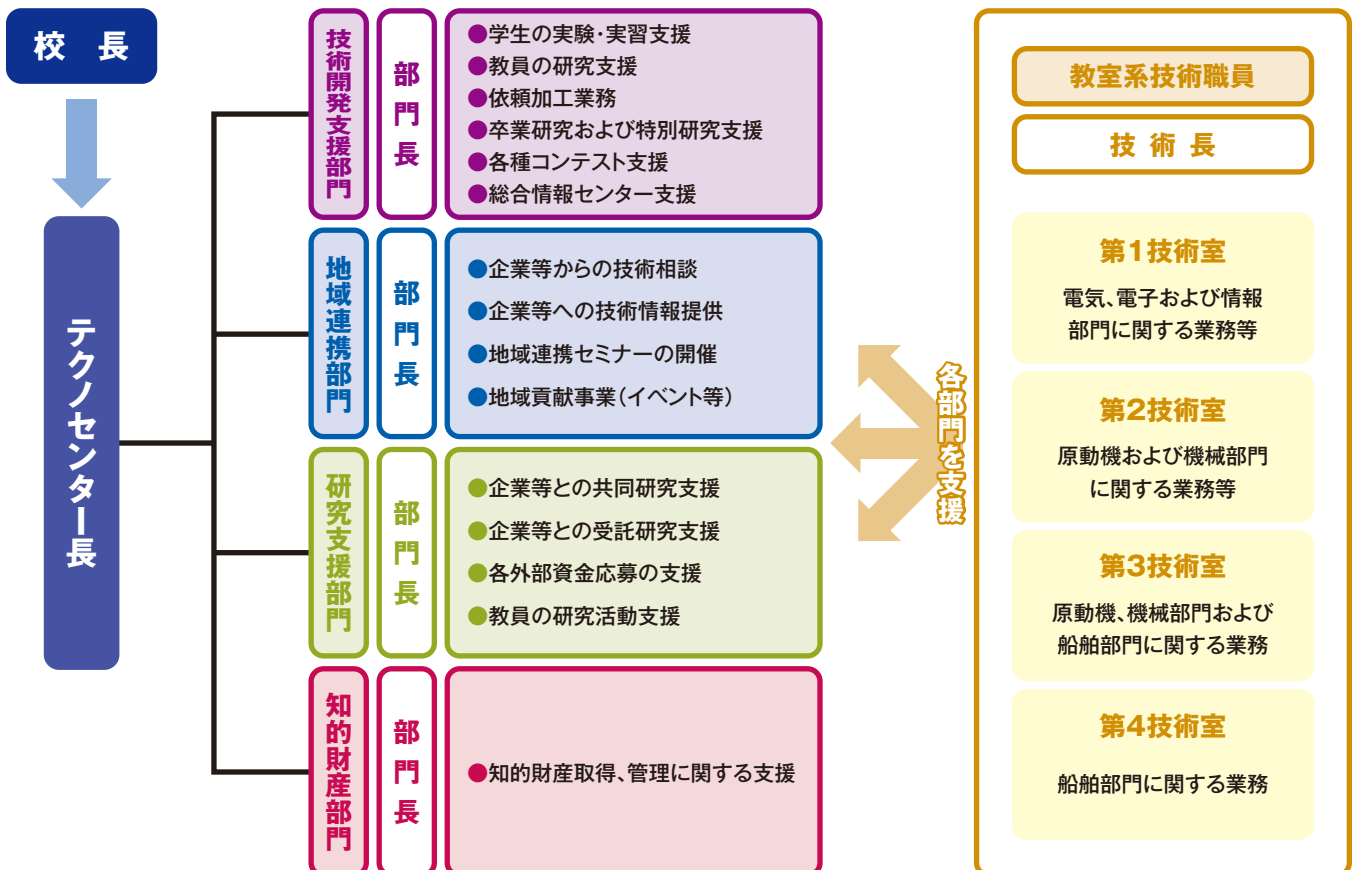 校長
テクノセンター長
技術開発支援部門
部門長
●学生の実験・実習支援
●教員の研究支援
●依頼加工業務
●卒業研究および特別研究支援
●各種コンテスト支援
●総合情報センター支援
地域連携部門
部門長
●企業等からの技術相談
●企業等への技術情報提供
●地域連携セミナーの開催
●地域貢献事業（イベント等）
研究支援部門
部門長
●企業等との共同研究支援
●企業等との受託研究支援
●各外部資金応募の支援
●教員の研究活動支援
知的財産部門
部門長
●知的財産取得、管理に関する支援
各部門を支援
教室系技術職員
技術長
第1技術室
電気、電子および情報
部門に関する業務等
第2技術室
原動機および機械部門
に関する業務等
第3技術室
原動機、機械部門および
船舶部門に関する業務
第4技術室
船舶部門に関する業務